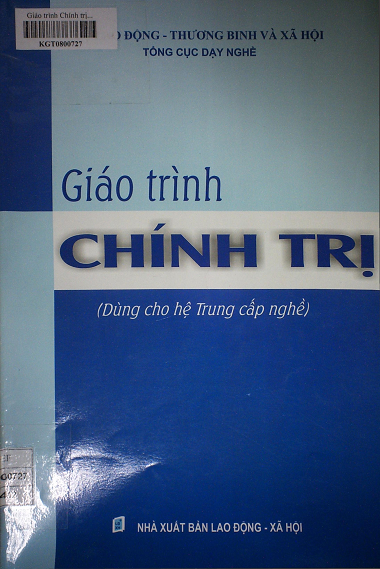 Giáo trình Chính trị...
KGT0800727
ĐỘNG - THƯƠNG BINH VÀ XÃ HỘI
TỔNG CỤC DẠY NGHỀ
Giáo trình
CHÍNH TRỊ
(Dùng cho hệ Trung cấp nghề)
NHÀ XUẤT BẢN LAO ĐỘNG - XÃ HỘI